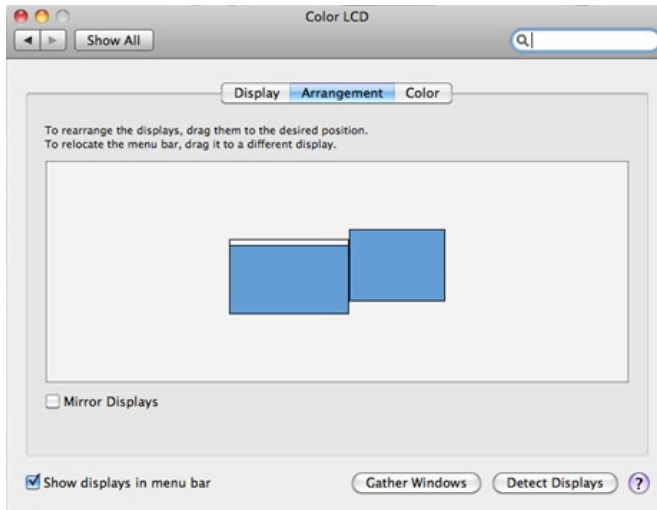 Color LCD
Show All
Display Arrangement Color
To rearrange the displays, drag them to the desired position.
To relocate the menu bar, drag it to a different display.
Mirror Displays
Show displays in menu bar
Gather Windows
Detect Displays
?